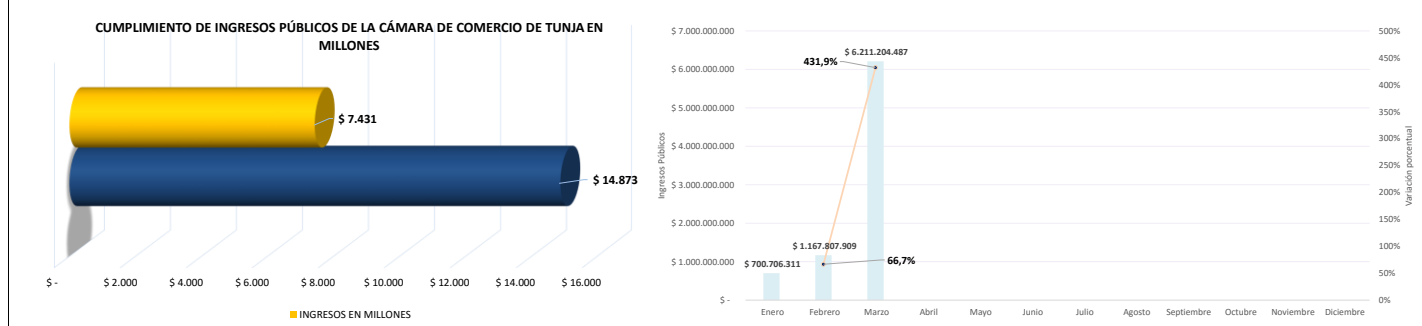 CUMPLIMIENTO DE INGRESOS PÚBLICOS DE LA CÁMARA DE COMERCIO DE TUNJA EN
MILLONES
$ 7.431
$ 14.873
$ -
$ 2.000
$ 4.000
$ 6.000
$ 8.000
$ 10.000
$ 12.000
$ 14.000
$ 16.000
INGRESOS EN MILLONES
Ingresos Públicos
$ 7.000.000.000
$ 6.000.000.000
$ 5.000.000.000
$ 4.000.000.000
$ 3.000.000.000
$ 2.000.000.000
$ 1.000.000.000
$ -
$ 6.211.204.487
431,9%
$ 1.167.807.909
$ 700.706.311
66,7%
500%
450%
400%
350%
300%
250%
200%
150%
100%
50%
0%
Variación porcentual
Enero
Febrero
Marzo
Abril
Mayo
Junio
Julio
Agosto
Septiembre
Octubre
Noviembre
Diciembre